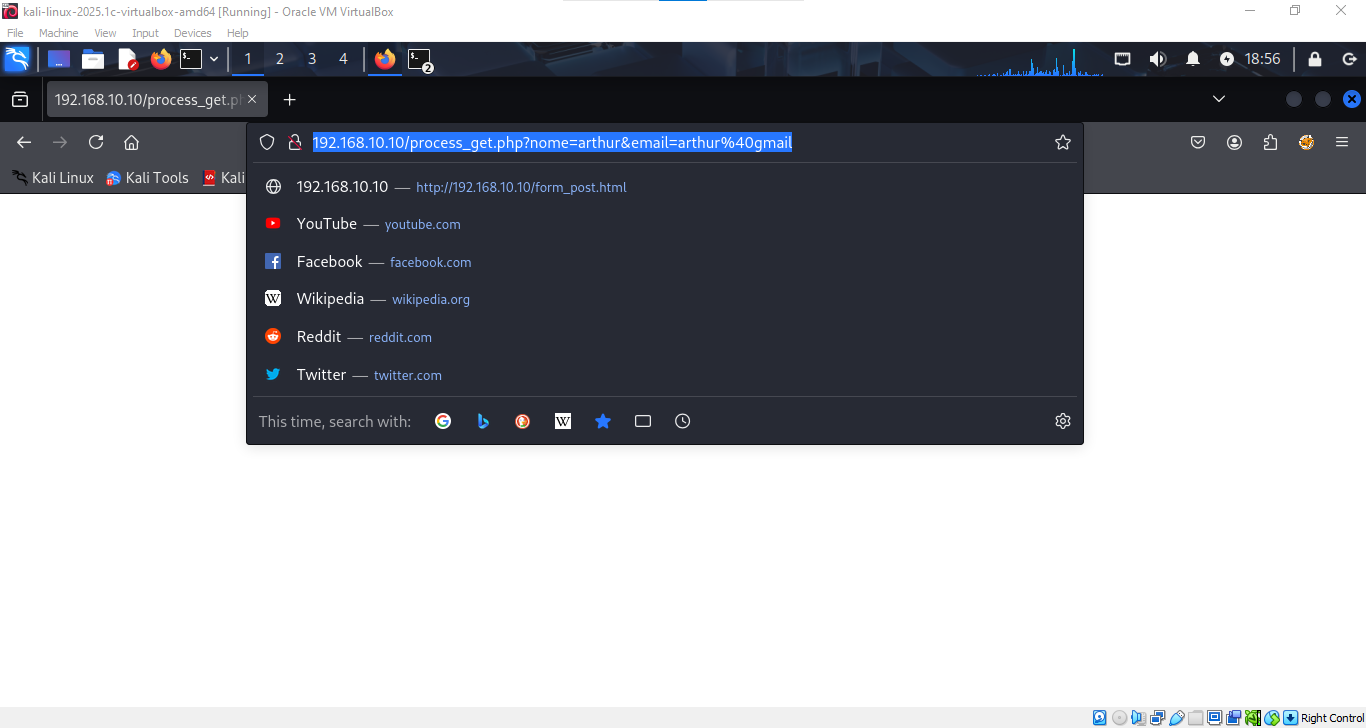 kali-linux-2025.1c-virtualbox-amd64 [Running] - Oracle VM VirtualBox
File Machine View Input Devices Help
1 2 3 4 2 18:56
192.168.10.10/process_get.p
192.168.10.10/process_get.php?nome=arthur&email=arthur%40gmail
Kali Linux Kali Tools Kali
192.168.10.10 — http://192.168.10.10/form_post.html
YouTube — youtube.com
Facebook — facebook.com
Wikipedia — wikipedia.org
Reddit — reddit.com
Twitter — twitter.com
This time, search with:
Right Control